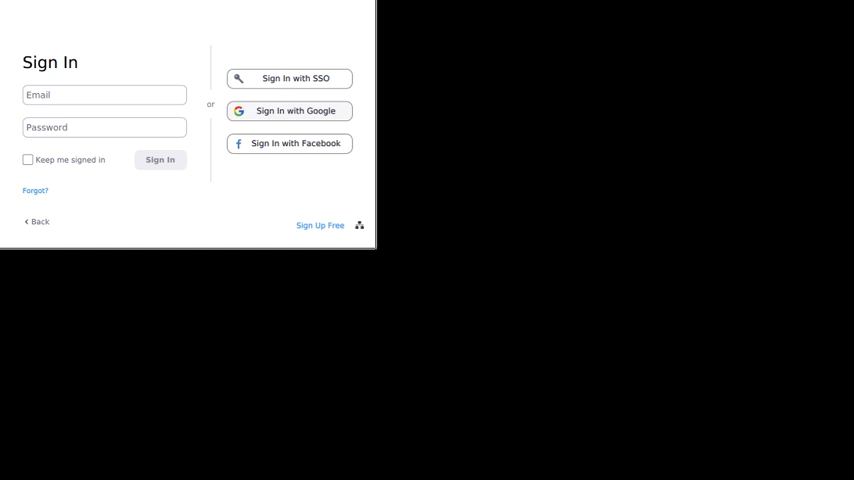 Sign In
Email
Password
Keep me signed in
Sign In
Forgot?
Back
or
Sign In with SSO
Sign In with Google
Sign In with Facebook
Sign Up Free